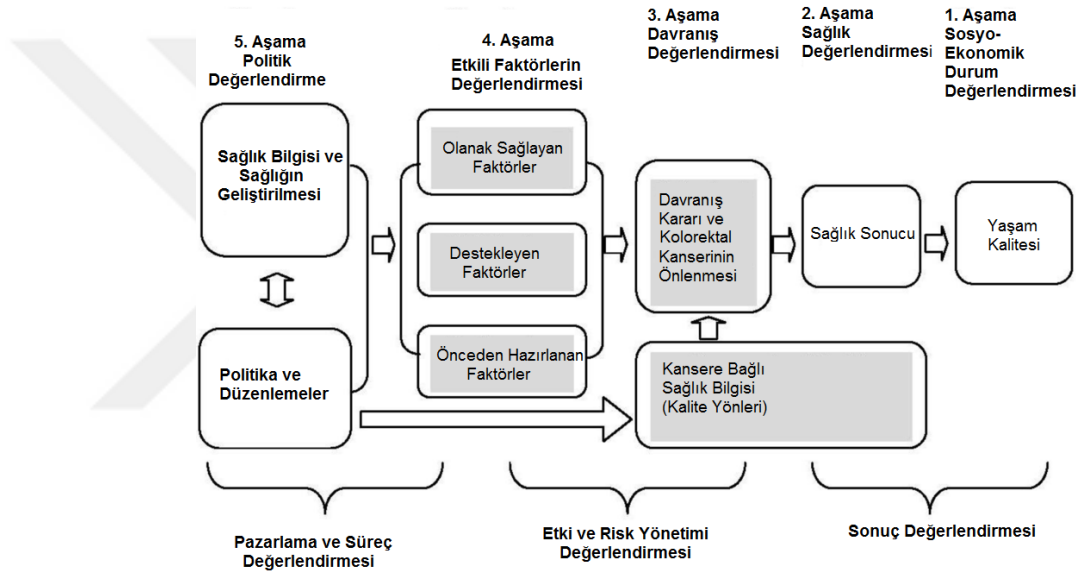 5. Aşama
Politik
Değerlendirme
4. Aşama
Etkili Faktörlerin
Değerlendirmesi
3. Aşama
Davranış
Değerlendirmesi
2. Aşama
Sağlık
Değerlendirmesi
1. Aşama
Sosyo-
Ekonomik
Durum
Değerlendirmesi
Sağlık Bilgisi ve
Sağlığın
Geliştirilmesi
Politika ve
Düzenlemeler
Olanak Sağlayan
Faktörler
Destekleyen
Faktörler
Önceden Hazırlanan
Faktörler
Davranış
Kararı ve
Kolorektal
Kanserinin
Önlenmesi
Kansere Bağlı
Sağlık Bilgisi
(Kalite Yönleri)
Sağlık Sonucu
Yaşam
Kalitesi
Pazarlama ve Süreç
Değerlendirmesi
Etki ve Risk Yönetimi
Değerlendirmesi
Sonuç Değerlendirmesi